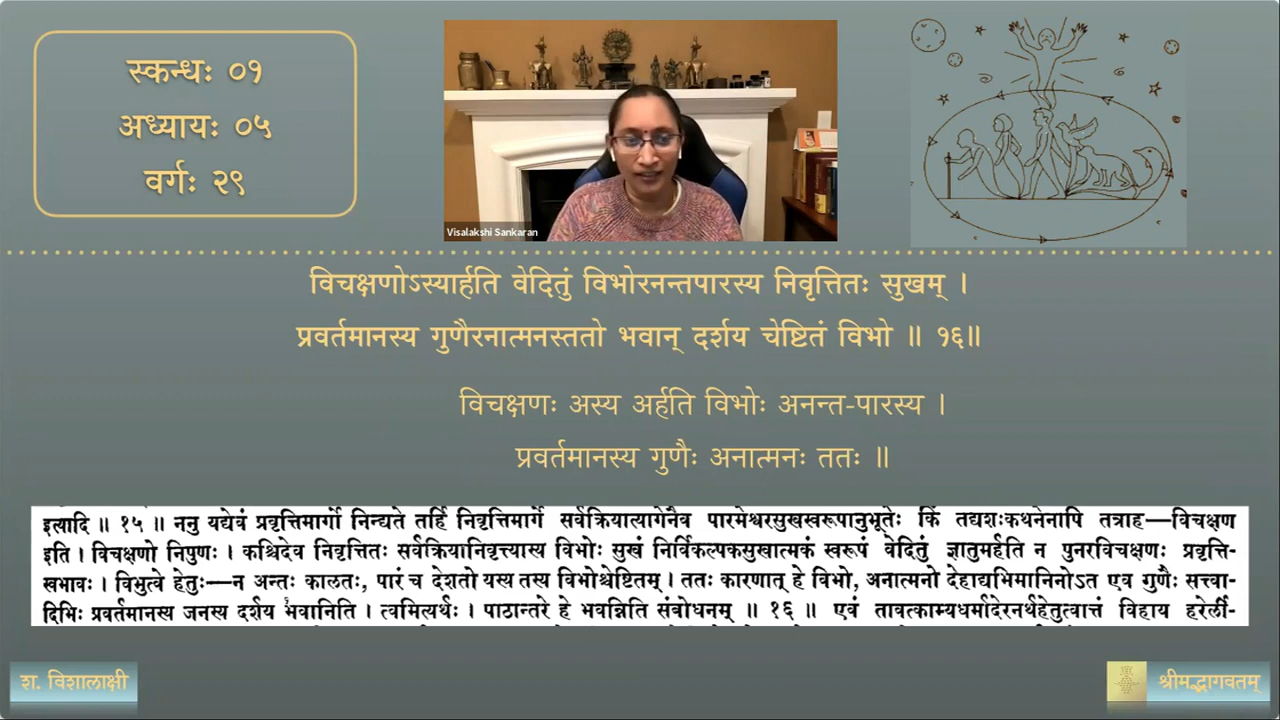 स्कन्धः ०१
अध्यायः ०५
वर्गः २९
Visalakshi Sankaran
विचक्षणोऽस्यार्हति वेदितुं विभोरनन्तपारस्य निवृत्तितः सुखम् ।
प्रवर्तमानस्य गुणैरनात्मनस्ततो भवान् दर्शय चेष्टितं विभो ॥ १६॥
विचक्षणः अस्य अर्हति विभोः अनन्त-पारस्य ।
प्रवर्तमानस्य गुणैः अनात्मनः ततः ॥
इत्यादि ॥ १५ ॥ ननु यद्येवं प्रवृत्तिमार्गो निन्द्यते तर्हि निवृत्तिमार्गे सर्वक्रियात्यागेनैव पारमेश्वरसुखस्वरूपानुभूतेः किं तद्यशःकथनेनापि तत्राह—विचक्षण
इति । विचक्षणो निपुणः । कश्चिदेव निवृत्तितः सर्वक्रियानिवृत्त्यास्य विभोः सुखं निर्विकल्पकसुखात्मकं स्वरूपं वेदितुं ज्ञातुमर्हति न पुनरविचक्षणः प्रवृत्ति-
स्वभावः । विभुत्वे हेतुः—न अन्तः कालतः, पारं च देशतो यस्य तस्य विभोश्चेष्टितम् । ततः कारणात् हे विभो, अनात्मनो देहाद्यभिमानिनोऽत एव गुणैः सत्त्वा-
दिभिः प्रवर्तमानस्य जनस्य दर्शय भवानिति । त्वमित्यर्थः । पाठान्तरे हे भवन्निति संबोधनम् ॥ १६ ॥ एवं तावत्काम्यधर्मादेरनर्थहेतुत्वात्तं विहाय हरेर्ली-
श. विशालाक्षी
श्रीमद्भागवतम्